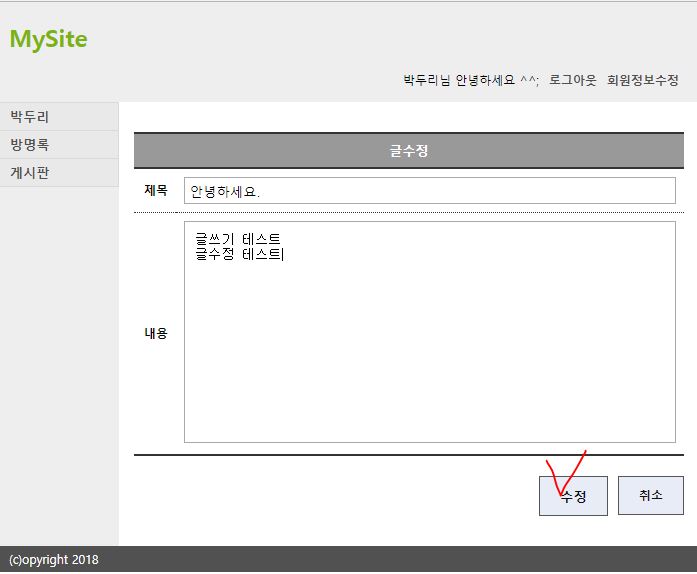 MySite
박두리님 안녕하세요 ^^; 로그아웃 회원정보수정
박두리
방명록
게시판
글수정
제목 안녕하세요.
내용
글쓰기 테스트
글수정 테스트
수정 취소
(c)opyright 2018